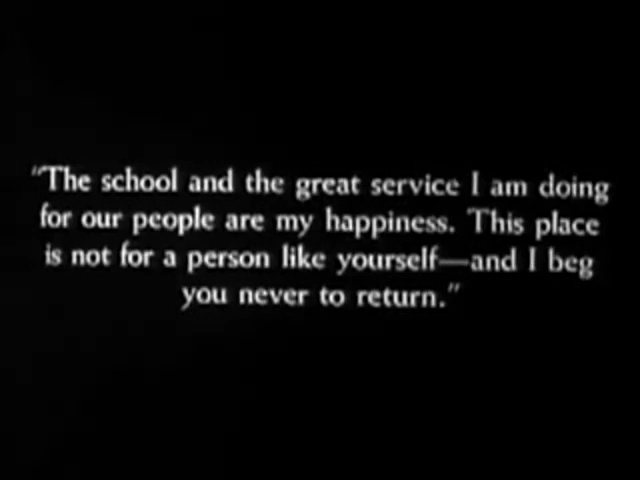 "The school and the great service I am doing
for our people are my happiness. This place
is not for a person like yourself—and I beg
you never to return."